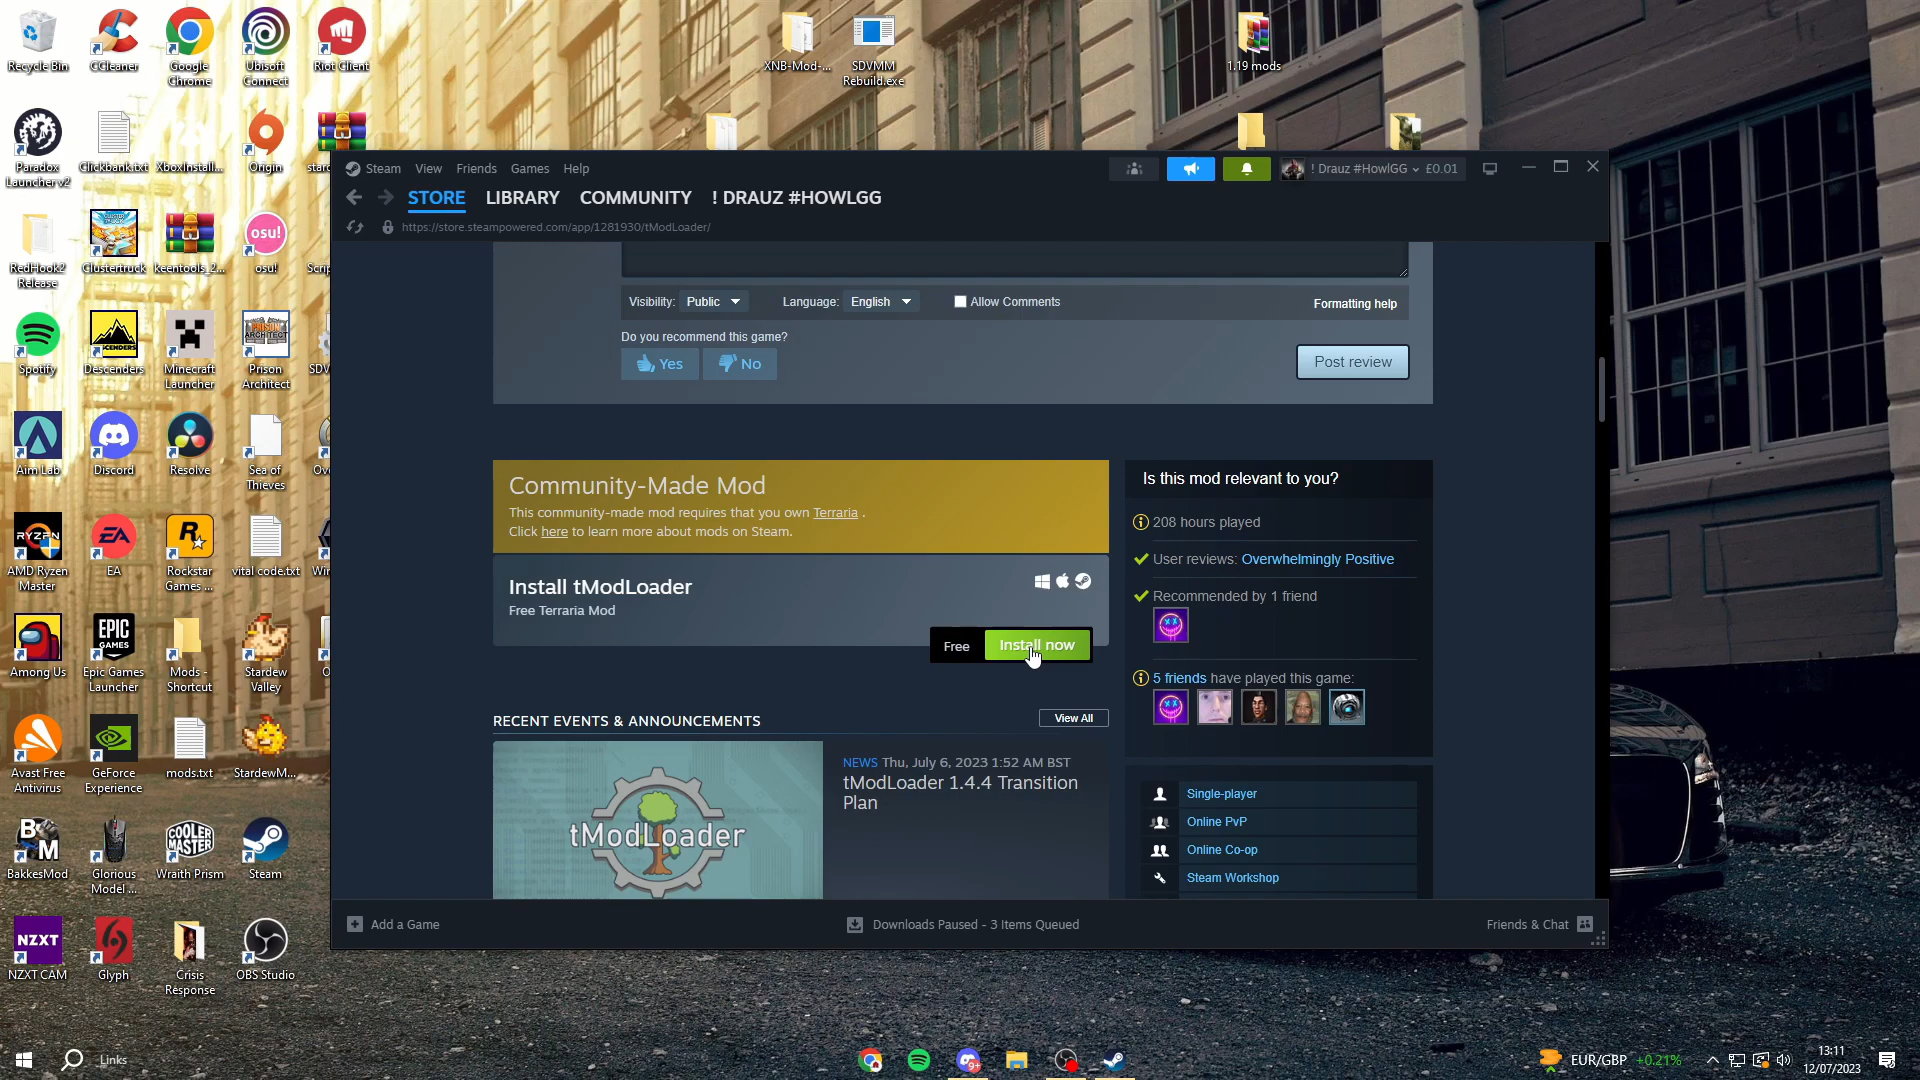 Recycle Bin
CCleaner
Google Chrome
Ubisoft Connect
Riot Client
XNB-Mod-...
SDVMM Rebuild.exe
1.19 mods
Paradox Launcher v2
Clickbank.txt
XboxInstall...
Origin
Steam View Friends Games Help
! Drauz #HowlGG £0.01
STORE LIBRARY COMMUNITY ! DRAUZ #HOWLGG
https://store.steampowered.com/app/1281930/tModLoader/
RedHook2 Release
Clustertruck
keentools_2...
osu!
osu!
Visibility: Public
Language: English
Allow Comments
Formatting help
Do you recommend this game?
Yes
No
Post review
Spotify
Descenders
Minecraft Launcher
Prison Architect
Aim Lab
Discord
Resolve
Sea of Thieves
Community-Made Mod
This community-made mod requires that you own Terraria .
Click here to learn more about mods on Steam.
Is this mod relevant to you?
208 hours played
User reviews: Overwhelmingly Positive
Recommended by 1 friend
5 friends have played this game:
Install tModLoader
Free Terraria Mod
Free
Install now
RYZEN
AMD Ryzen Master
EA
EA
Rockstar Games ...
vital code.txt
Among Us
EPIC GAMES
Epic Games Launcher
Mods - Shortcut
Stardew Valley
RECENT EVENTS & ANNOUNCEMENTS
View All
NEWS Thu, July 6, 2023 1:52 AM BST
tModLoader 1.4.4 Transition
Plan
tModLoader
Single-player
Online PvP
Online Co-op
Steam Workshop
Avast Free Antivirus
GeForce Experience
mods.txt
StardewM...
BakkesMod
Glorious Model ...
COOLER MASTER
Wraith Prism
Steam
Add a Game
Downloads Paused - 3 Items Queued
Friends & Chat
NZXT
NZXT CAM
Glyph
Crisis Response
OBS Studio
Links
9+
EUR/GBP +0.21%
13:11
12/07/2023